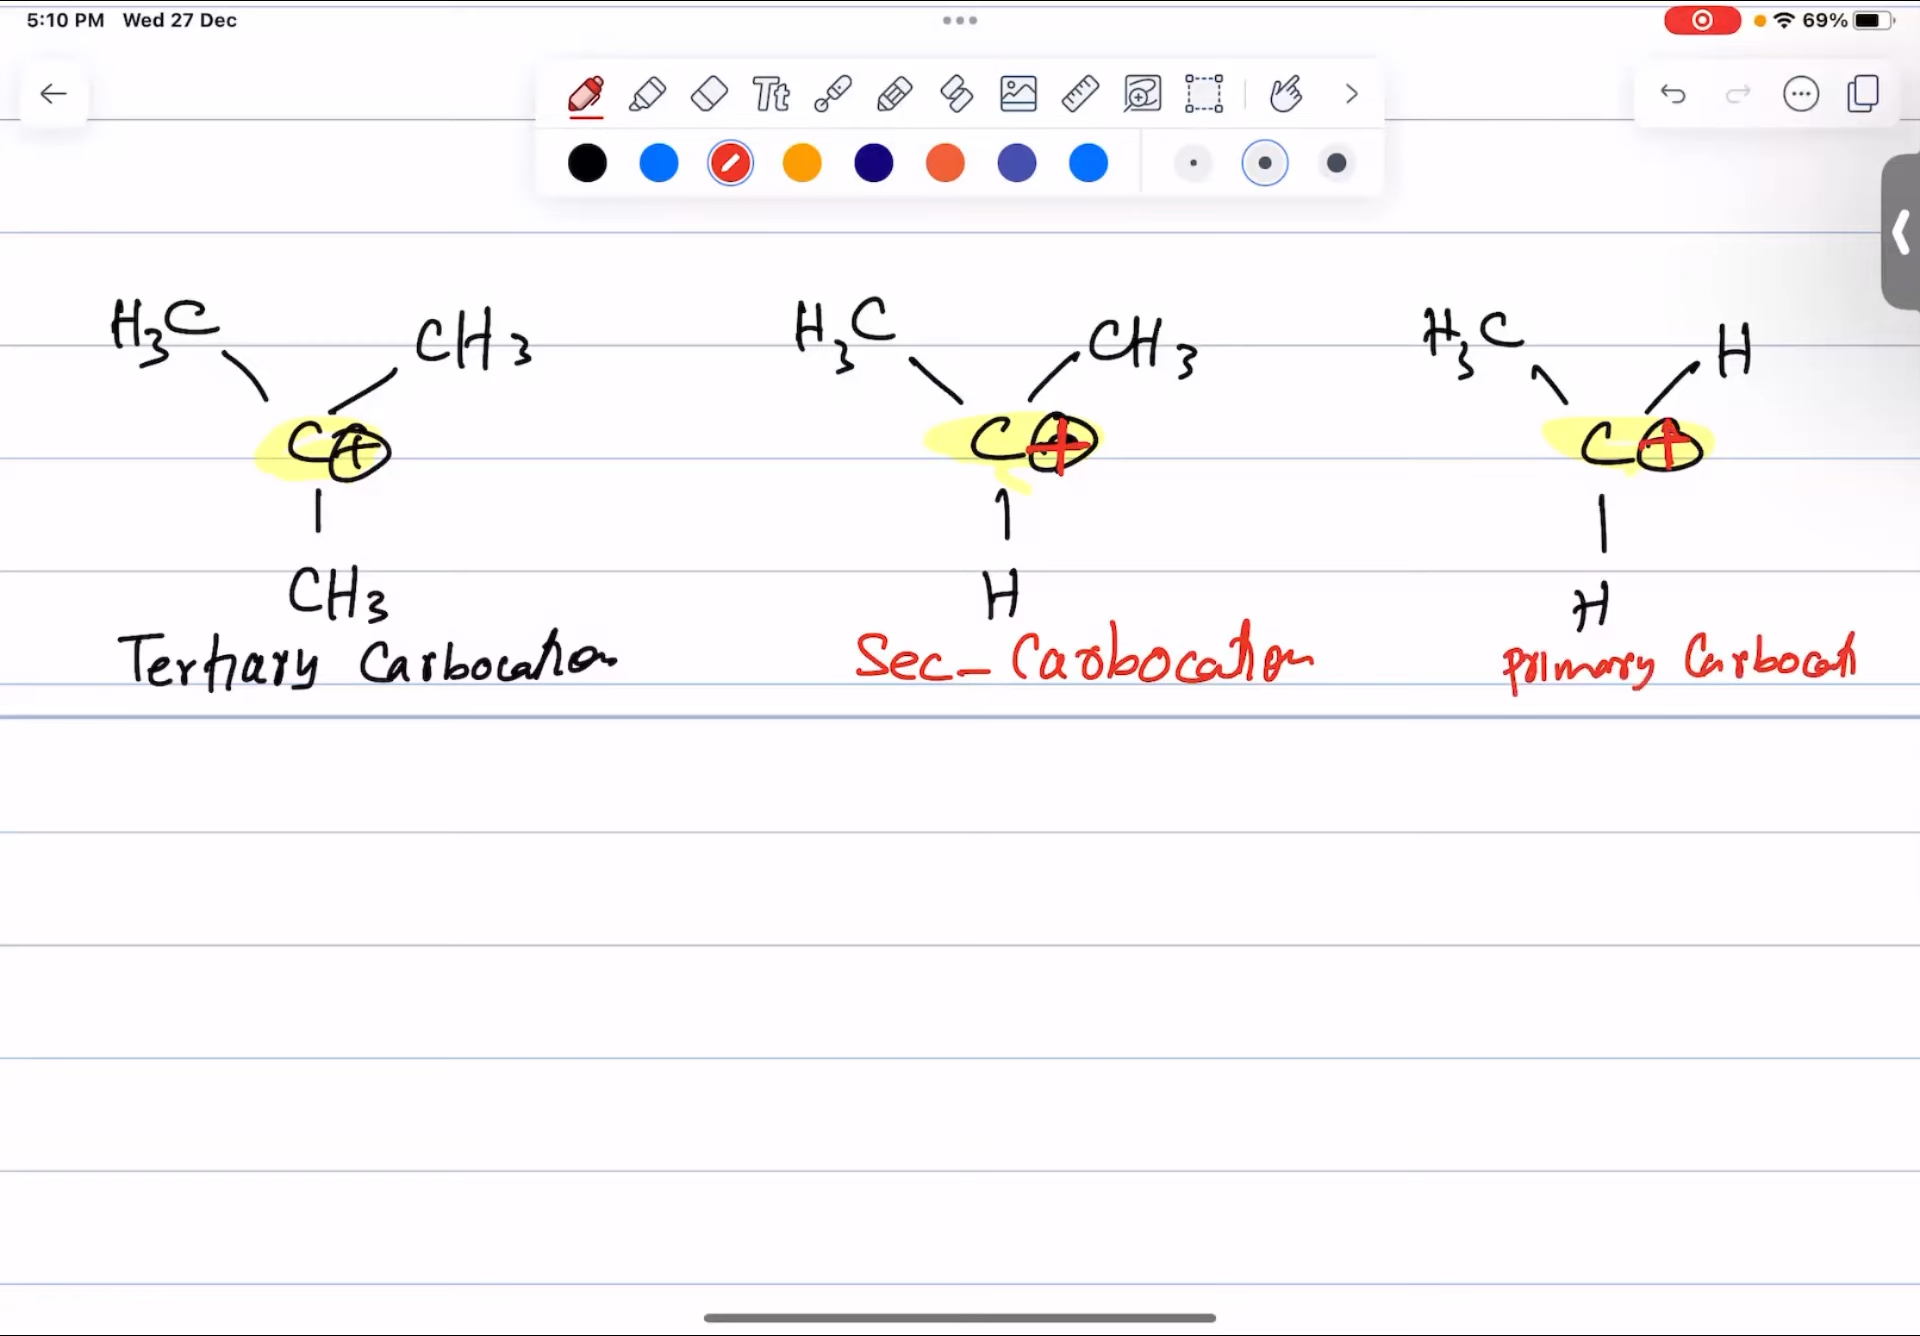 5:10 PM Wed 27 Dec 69%
Tt
H3C CH3 H3C CH3 H3C H
C+ C+ C+
CH3 H H
Tertiary Carbocation Sec- Carbocation primary Carbocati